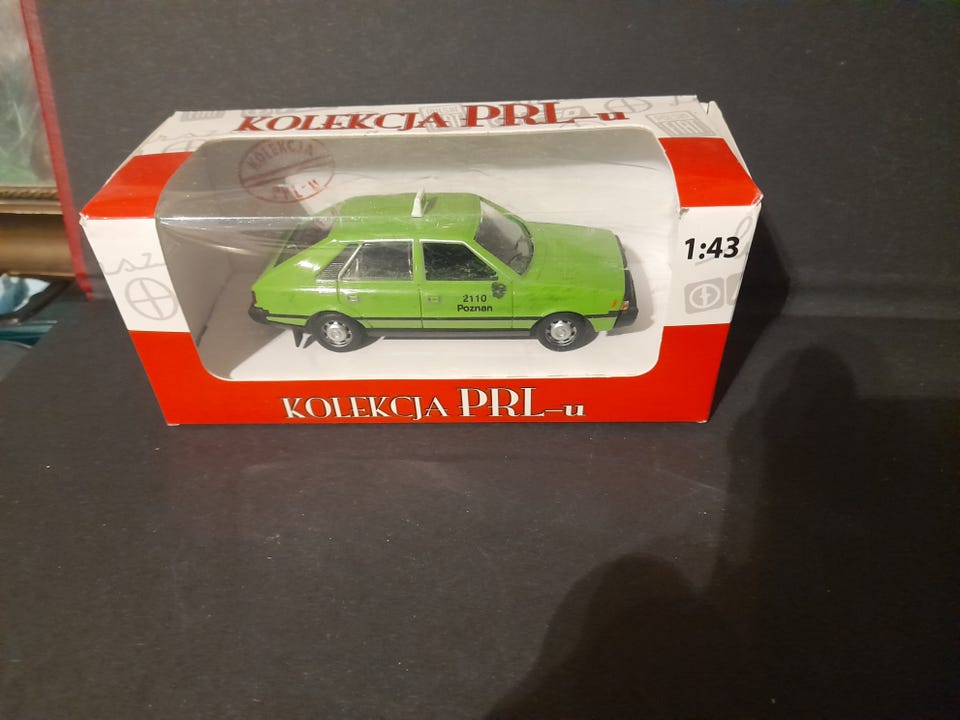 KOLEKCJA PRL-u
KOLEKCJA
PRL-u
1:43
2110
Poznan
KOLEKCJA PRL-u